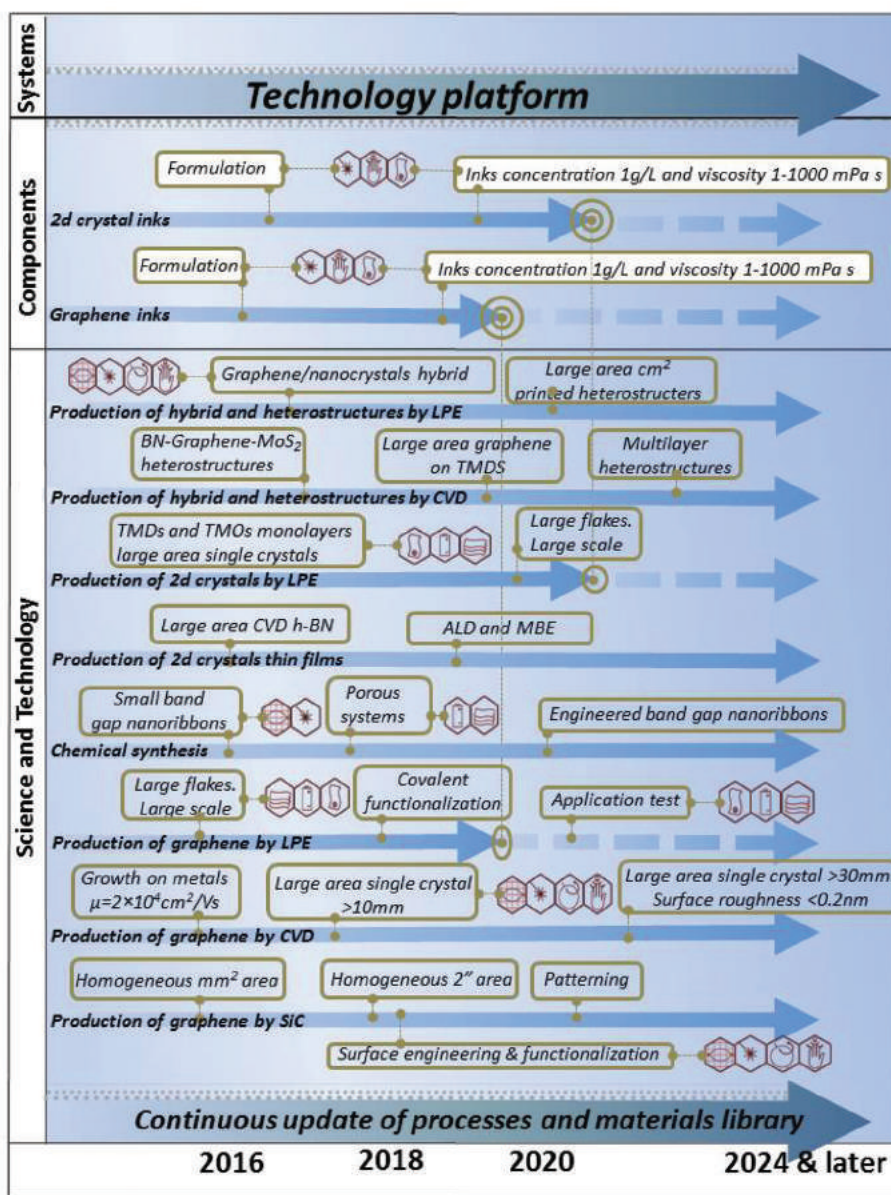 Systems
Technology platform
Components
Formulation
Inks concentration 1g/L and viscosity 1-1000 mPa s
2d crystal inks
Formulation
Inks concentration 1g/L and viscosity 1-1000 mPa s
Graphene inks
Science and Technology
Graphene/nanocrystals hybrid
Large area cm²
printed heterostructers
Production of hybrid and heterostructures by LPE
BN-Graphene-MoS₂
heterostructures
Large area graphene
on TMDS
Multilayer
heterostructures
Production of hybrid and heterostructures by CVD
TMDs and TMOs monolayers
large area single crystals
Large flakes.
Large scale
Production of 2d crystals by LPE
Large area CVD h-BN
ALD and MBE
Production of 2d crystals thin films
Small band
gap nanoribbons
Porous
systems
Engineered band gap nanoribbons
Chemical synthesis
Large flakes.
Large scale
Covalent
functionalization
Application test
Production of graphene by LPE
Growth on metals
μ=2×10⁴cm²/Vs
Large area single crystal
>10mm
Large area single crystal >30mm
Surface roughness <0.2nm
Production of graphene by CVD
Homogeneous mm² area
Homogeneous 2″ area
Patterning
Production of graphene by SiC
Surface engineering & functionalization
Continuous update of processes and materials library
2016
2018
2020
2024 & later